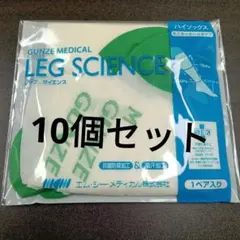 GUNZE MEDICAL
LEG SCIENCE
レッグ サイエンス
ハイソックス
10個セット
GUNZE
GUNZE
エム・シー メディカル株式会社
1ペア入り